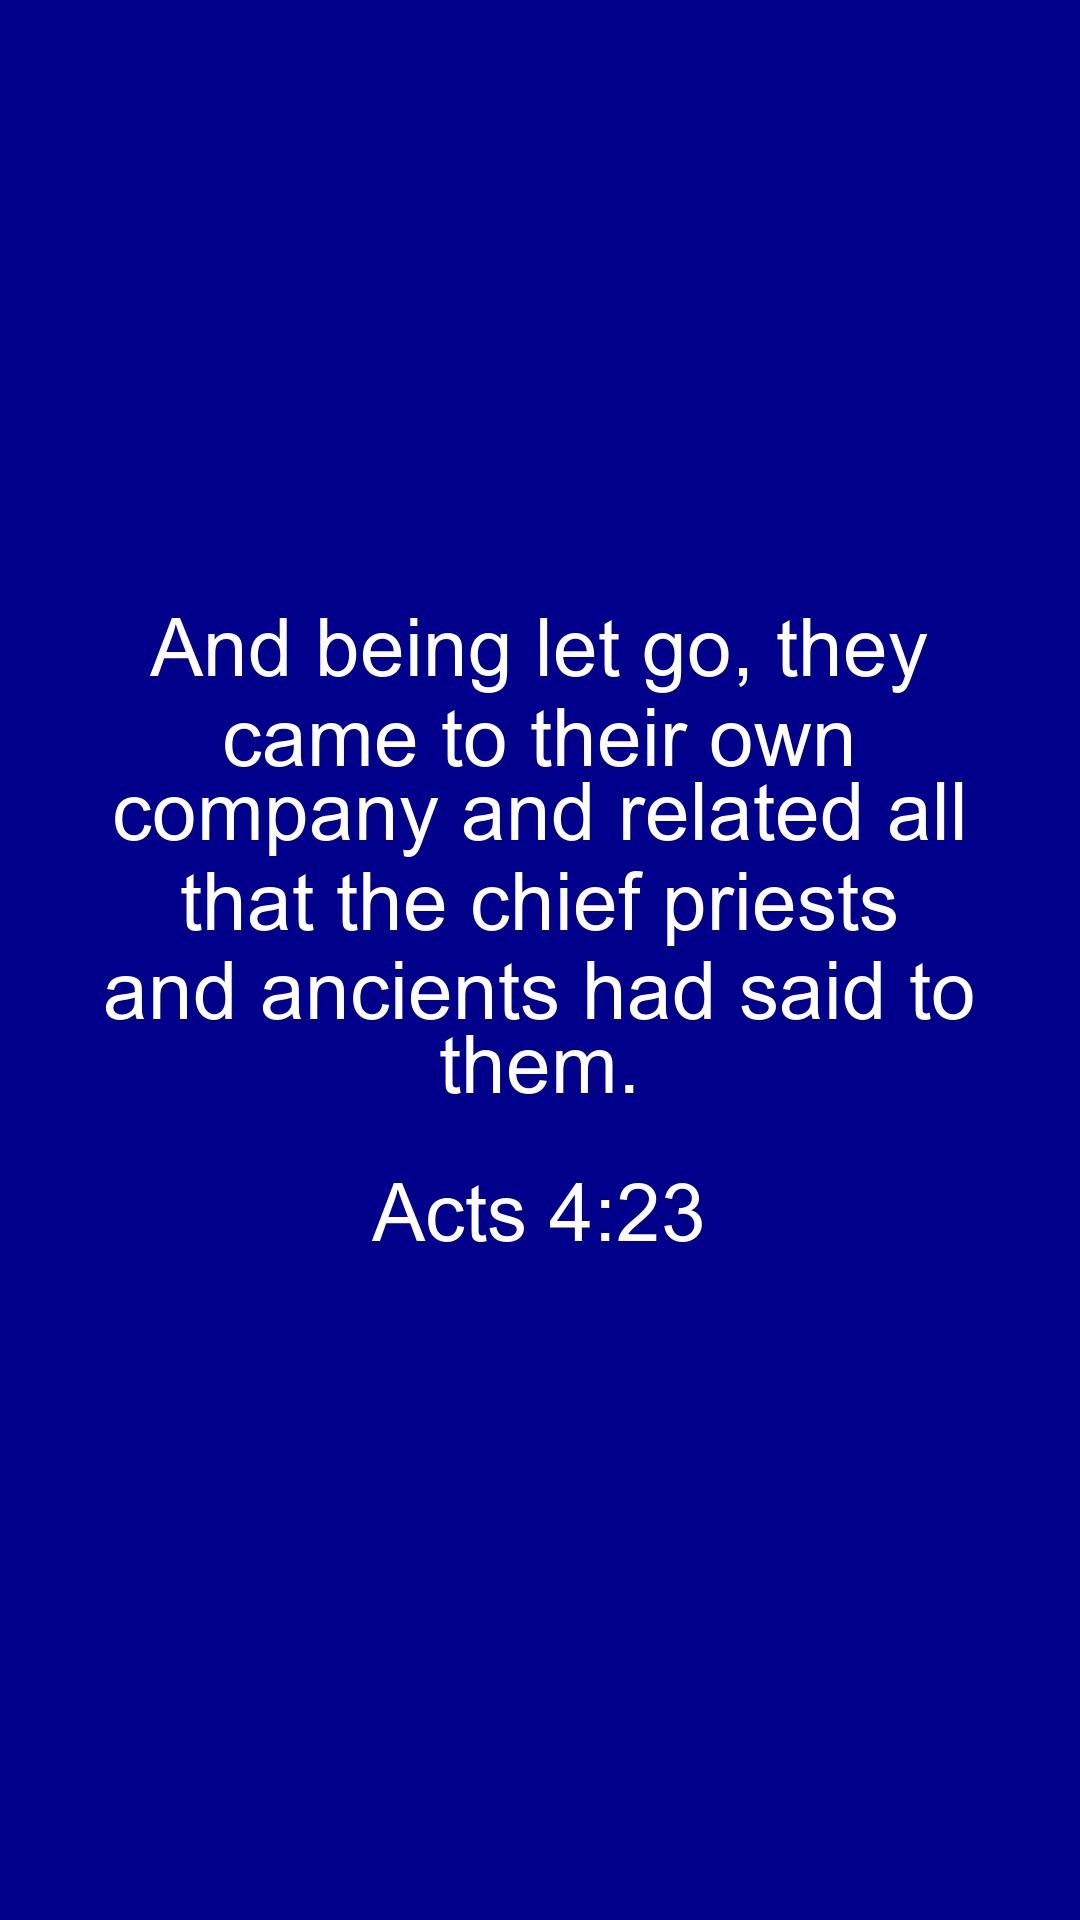 And being let go, they
came to their own
company and related all
that the chief priests
and ancients had said to
them.
Acts 4:23